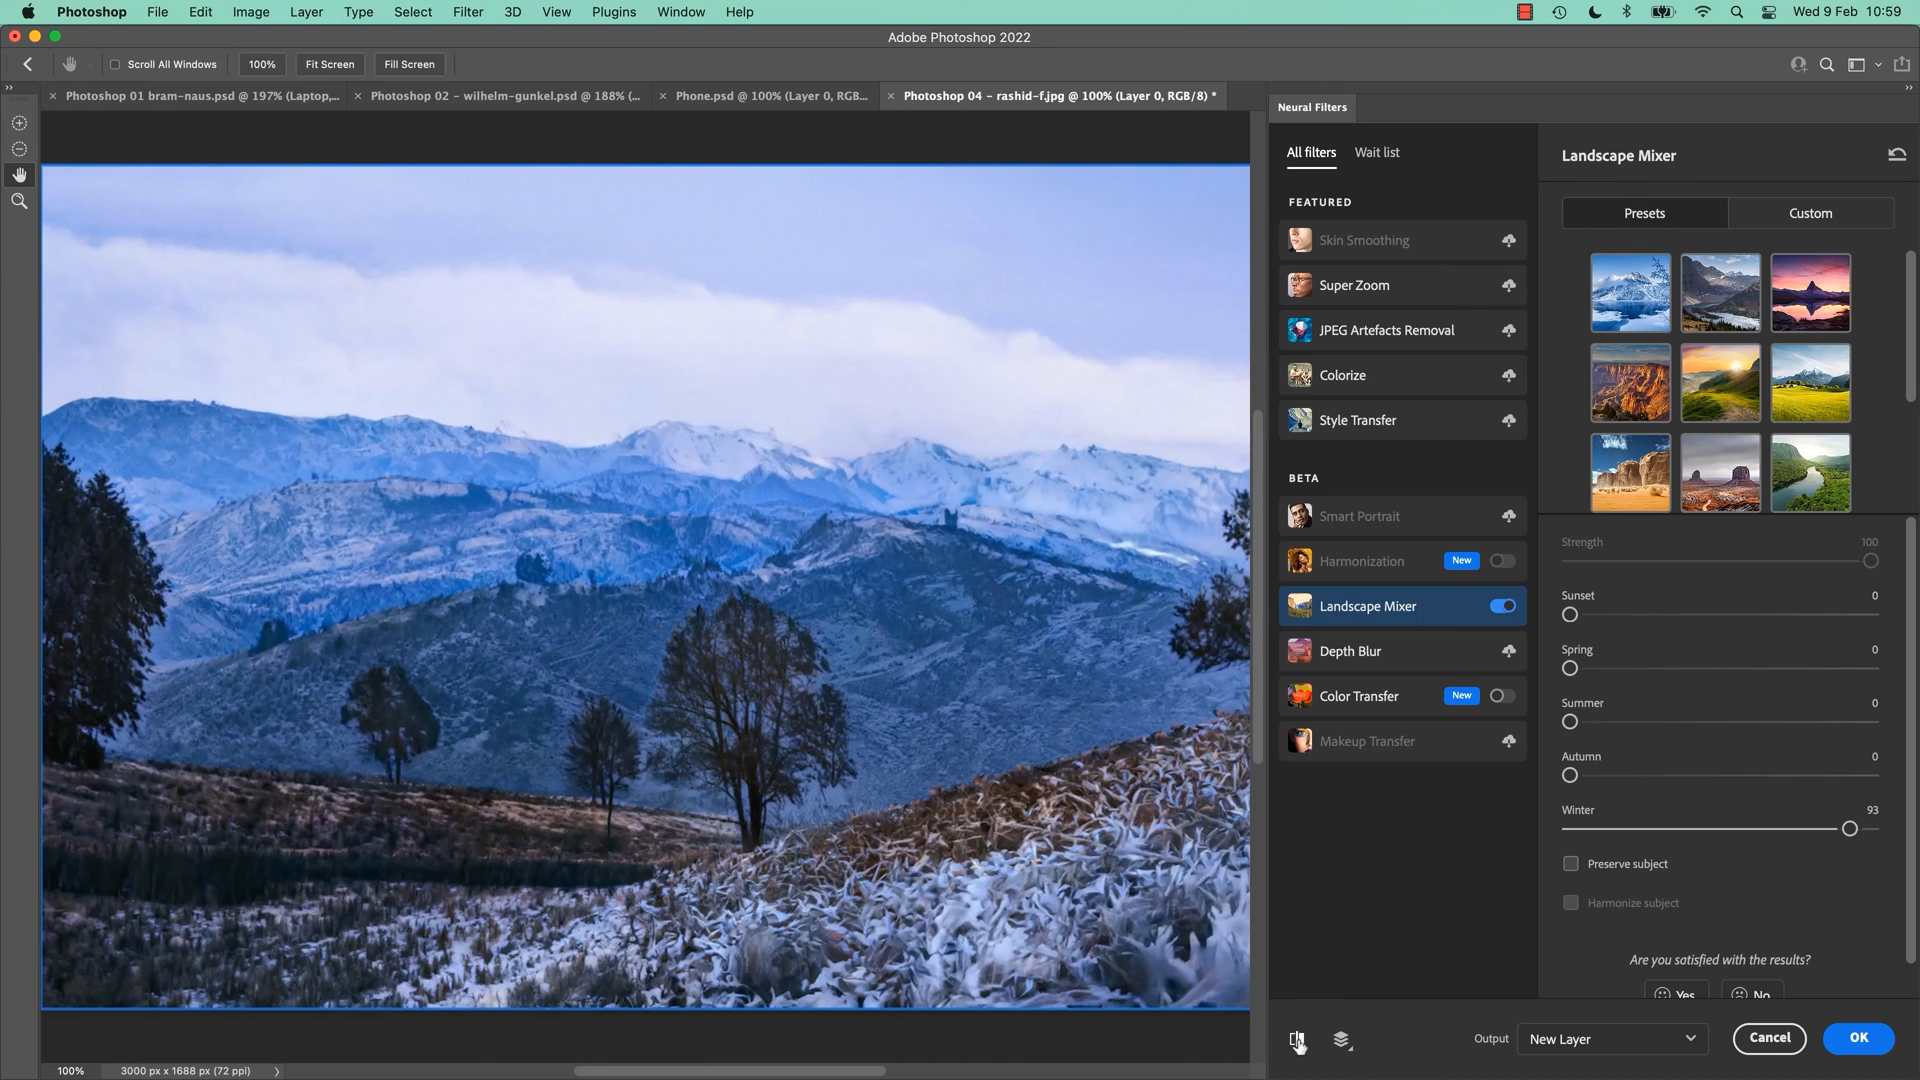 Photoshop File Edit Image Layer Type Select Filter 3D View Plugins Window Help Wed 9 Feb 10:59
Adobe Photoshop 2022
Scroll All Windows 100% Fit Screen Fill Screen
Photoshop 01 bram-naus.psd @ 197% (Laptop,... Photoshop 02 - wilhelm-gunkel.psd @ 188% (... Phone.psd @ 100% (Layer 0, RGB... Photoshop 04 - rashid-f.jpg @ 100% (Layer 0, RGB/8) *
Neural Filters
All filters Wait list
FEATURED
Skin Smoothing
Super Zoom
JPEG Artefacts Removal
Colorize
Style Transfer
BETA
Smart Portrait
Harmonization New
Landscape Mixer
Depth Blur
Color Transfer New
Makeup Transfer
Landscape Mixer
Presets Custom
Strength 100
Sunset 0
Spring 0
Summer 0
Autumn 0
Winter 93
Preserve subject
Harmonize subject
Are you satisfied with the results?
Yes No
Output New Layer Cancel OK
100% 3000 px x 1688 px (72 ppi)